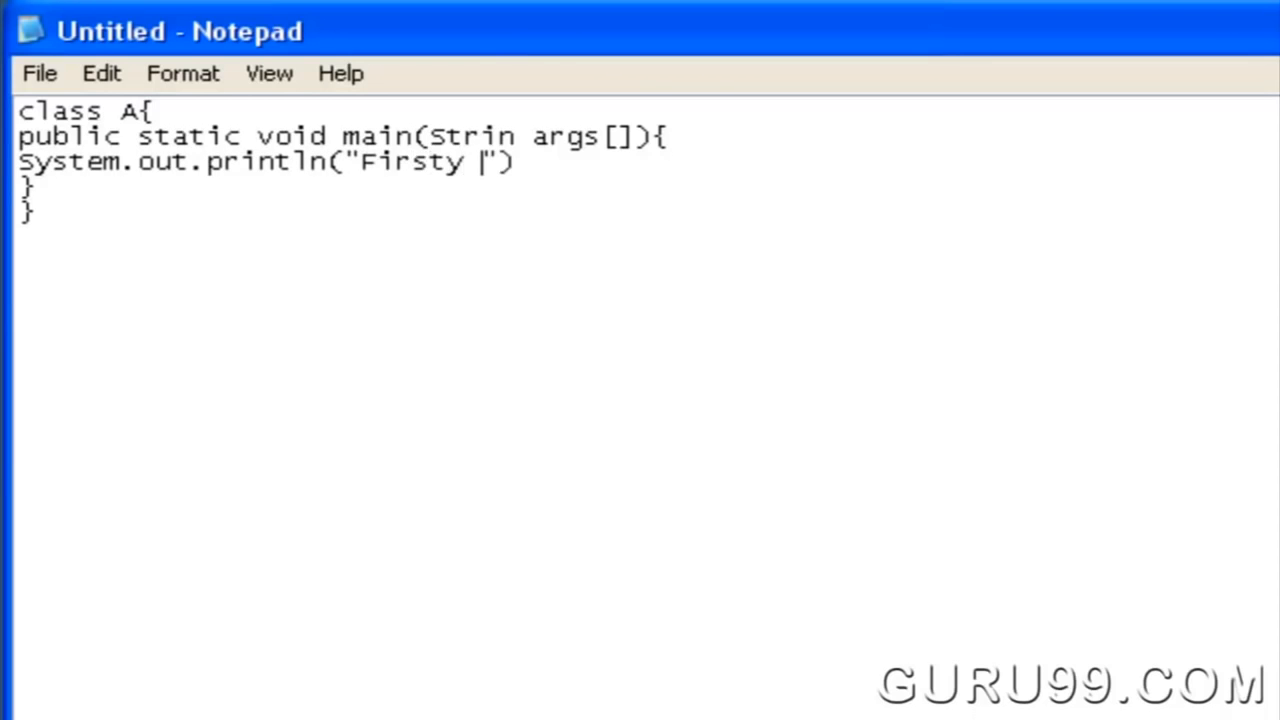 Untitled - Notepad
File Edit Format View Help
class A{
public static void main(Strin args[]){
System.out.println("Firsty ")
}
}
GURU99.COM